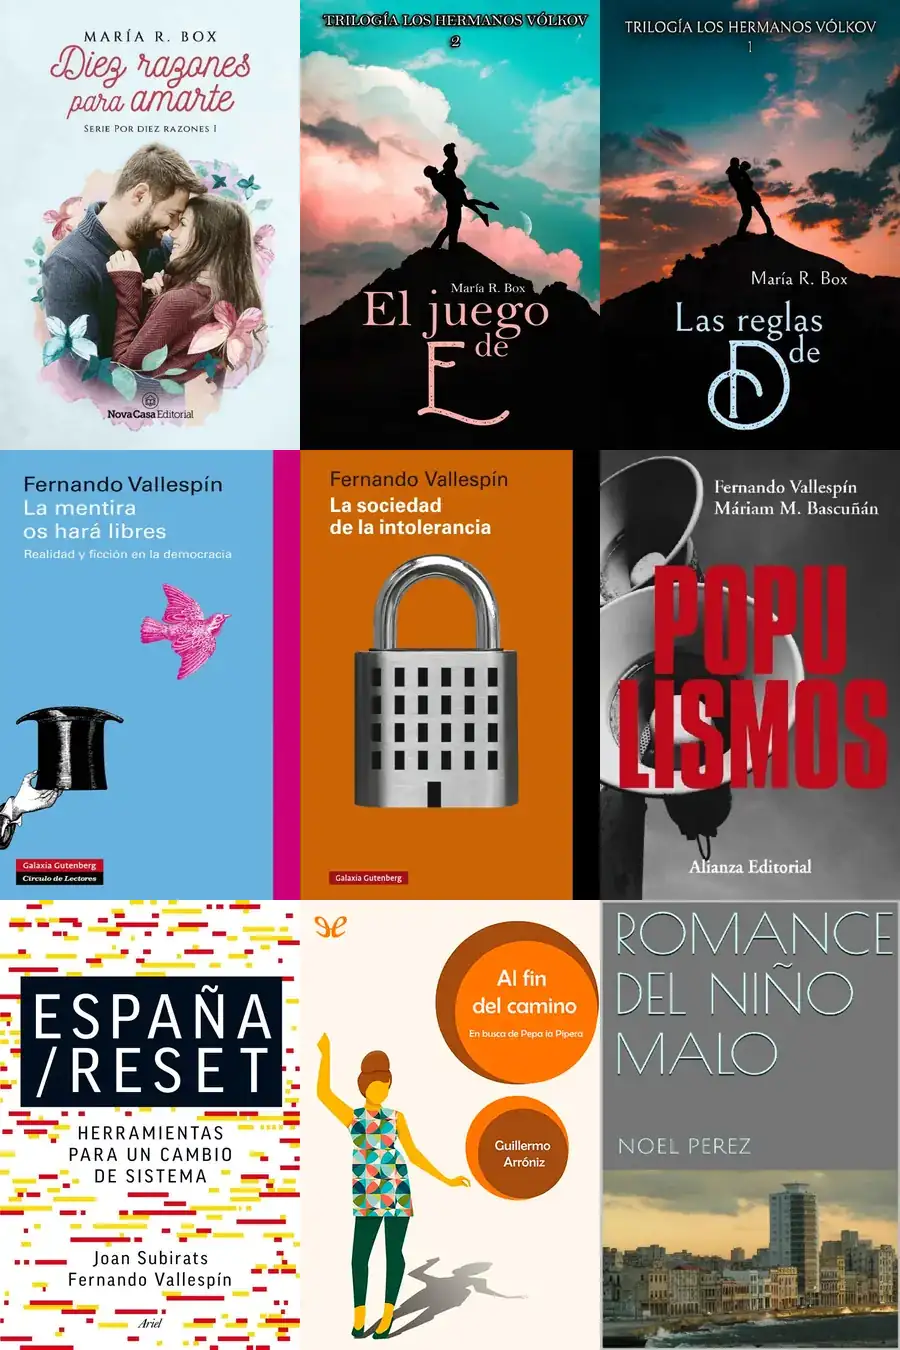 MARÍA R. BOX
Diez razones
para amarte
SERIE POR DIEZ RAZONES 1
Nova Casa Editorial
TRILOGÍA LOS HERMANOS VÓLKOV
2
María R. Box
El juego
de
E
TRILOGÍA LOS HERMANOS VÓLKOV
1
María R. Box
Las reglas
de
D
Fernando Vallespín
La mentira
os hará libres
Realidad y ficción en la democracia
Galaxia Gutenberg
Círculo de Lectores
Fernando Vallespín
La sociedad
de la intolerancia
Galaxia Gutenberg
Fernando Vallespín
Máriam M. Bascuñán
POPU
LISMOS
Alianza Editorial
ESPAÑA
/RESET
HERRAMIENTAS
PARA UN CAMBIO
DE SISTEMA
Joan Subirats
Fernando Vallespín
Ariel
Al fin
del camino
En busca de Pepa la Pipera
Guillermo
Arróniz
ROMANCE
DEL NIÑO
MALO
NOEL PEREZ